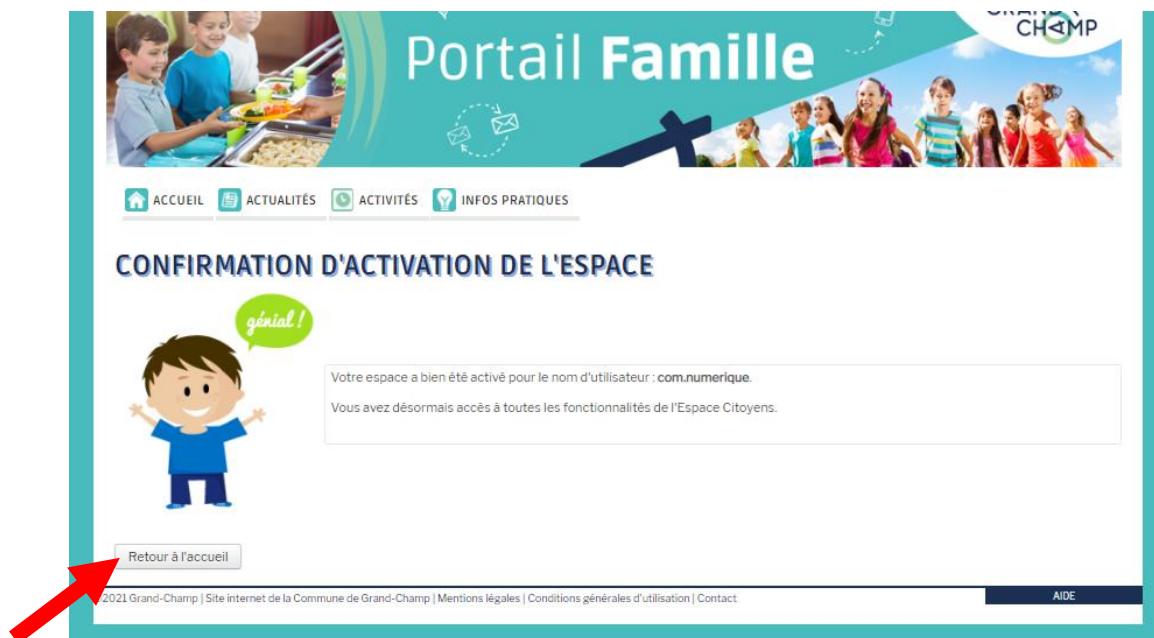 Portail Famille
CHAMP
ACCUEIL ACTUALITÉS ACTIVITÉS INFOS PRATIQUES
CONFIRMATION D'ACTIVATION DE L'ESPACE
génial !
Votre espace a bien été activé pour le nom d'utilisateur : com.numerique.
Vous avez désormais accès à toutes les fonctionnalités de l'Espace Citoyens.
Retour à l'accueil
2021 Grand-Champ | Site internet de la Commune de Grand-Champ | Mentions légales | Conditions générales d'utilisation | Contact
AIDE